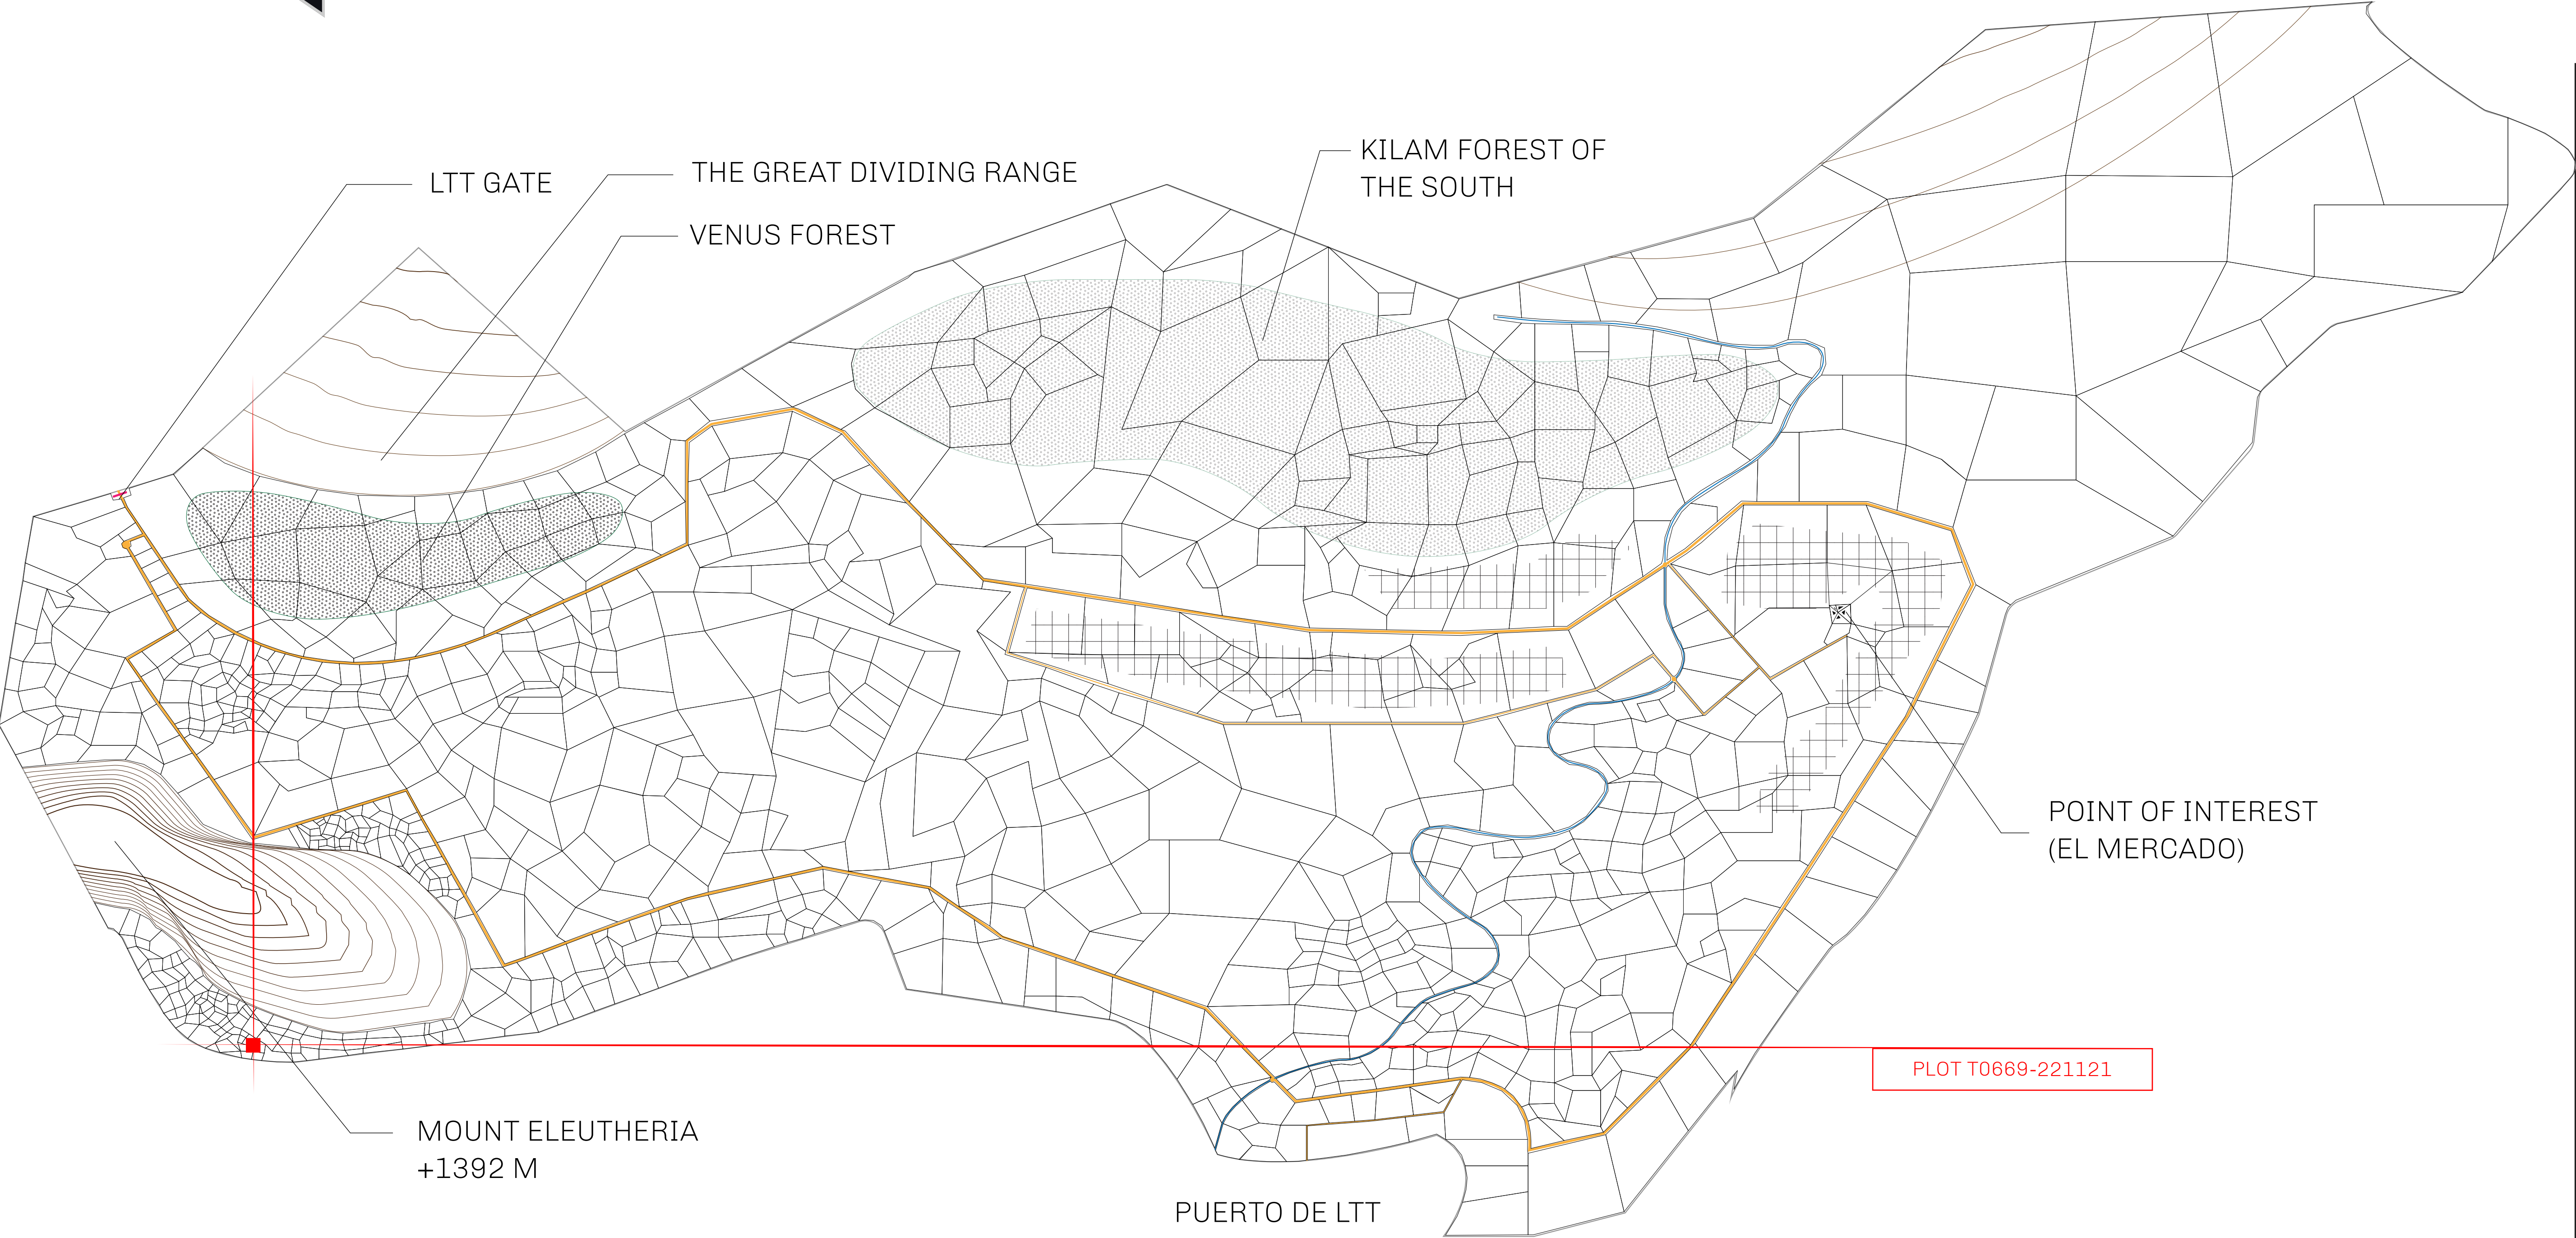 KILAM FOREST OF
THE SOUTH
THE GREAT DIVIDING RANGE
LTT GATE
VENUS FOREST
POINT OF INTEREST
(EL MERCADO)
PLOT T0669-221121
MOUNT ELEUTHERIA
+1392 M
PUERTO DE LTT